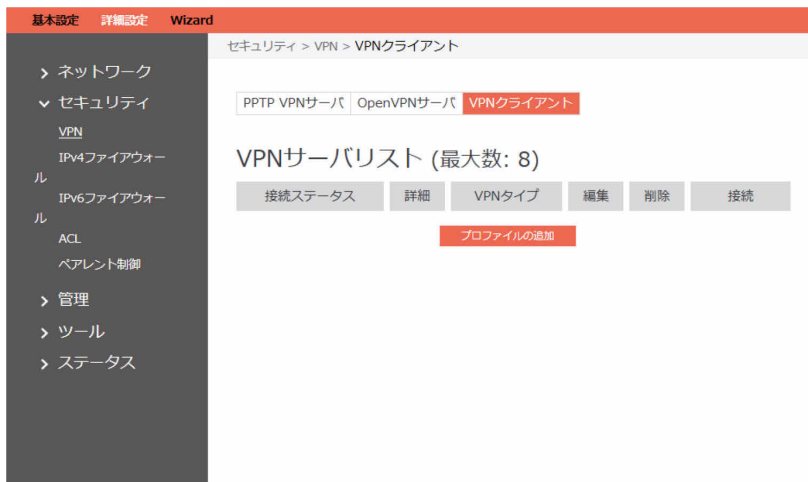 基本設定 詳細設定 Wizard
セキュリティ > VPN > VPNクライアント
ネットワーク
セキュリティ
VPN
IPv4ファイアウォー
ル
IPv6ファイアウォー
ル
ACL
ペアレント制御
管理
ツール
ステータス
PPTP VPNサーバ OpenVPNサーバ VPNクライアント
VPNサーバリスト (最大数: 8)
接続ステータス 詳細 VPNタイプ 編集 削除 接続
プロファイルの追加